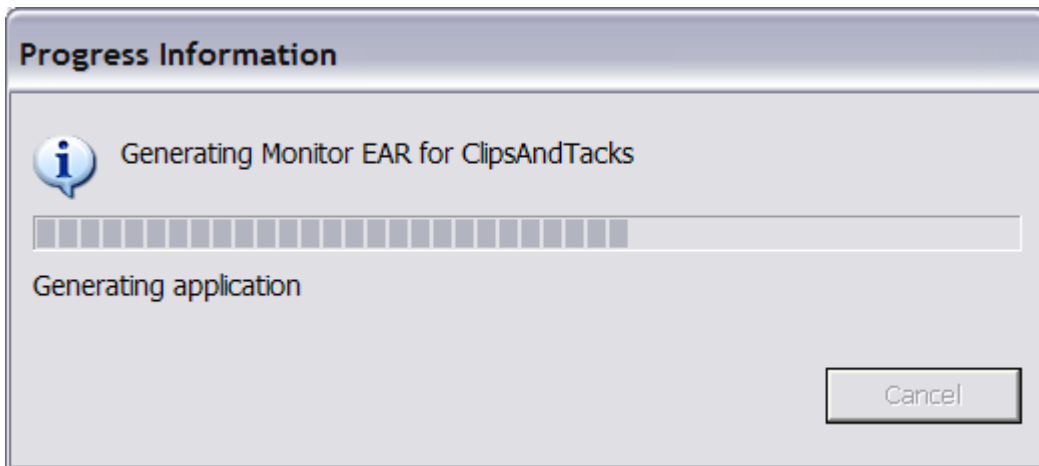 Progress Information
Generating Monitor EAR for ClipsAndTacks
Generating application
Cancel